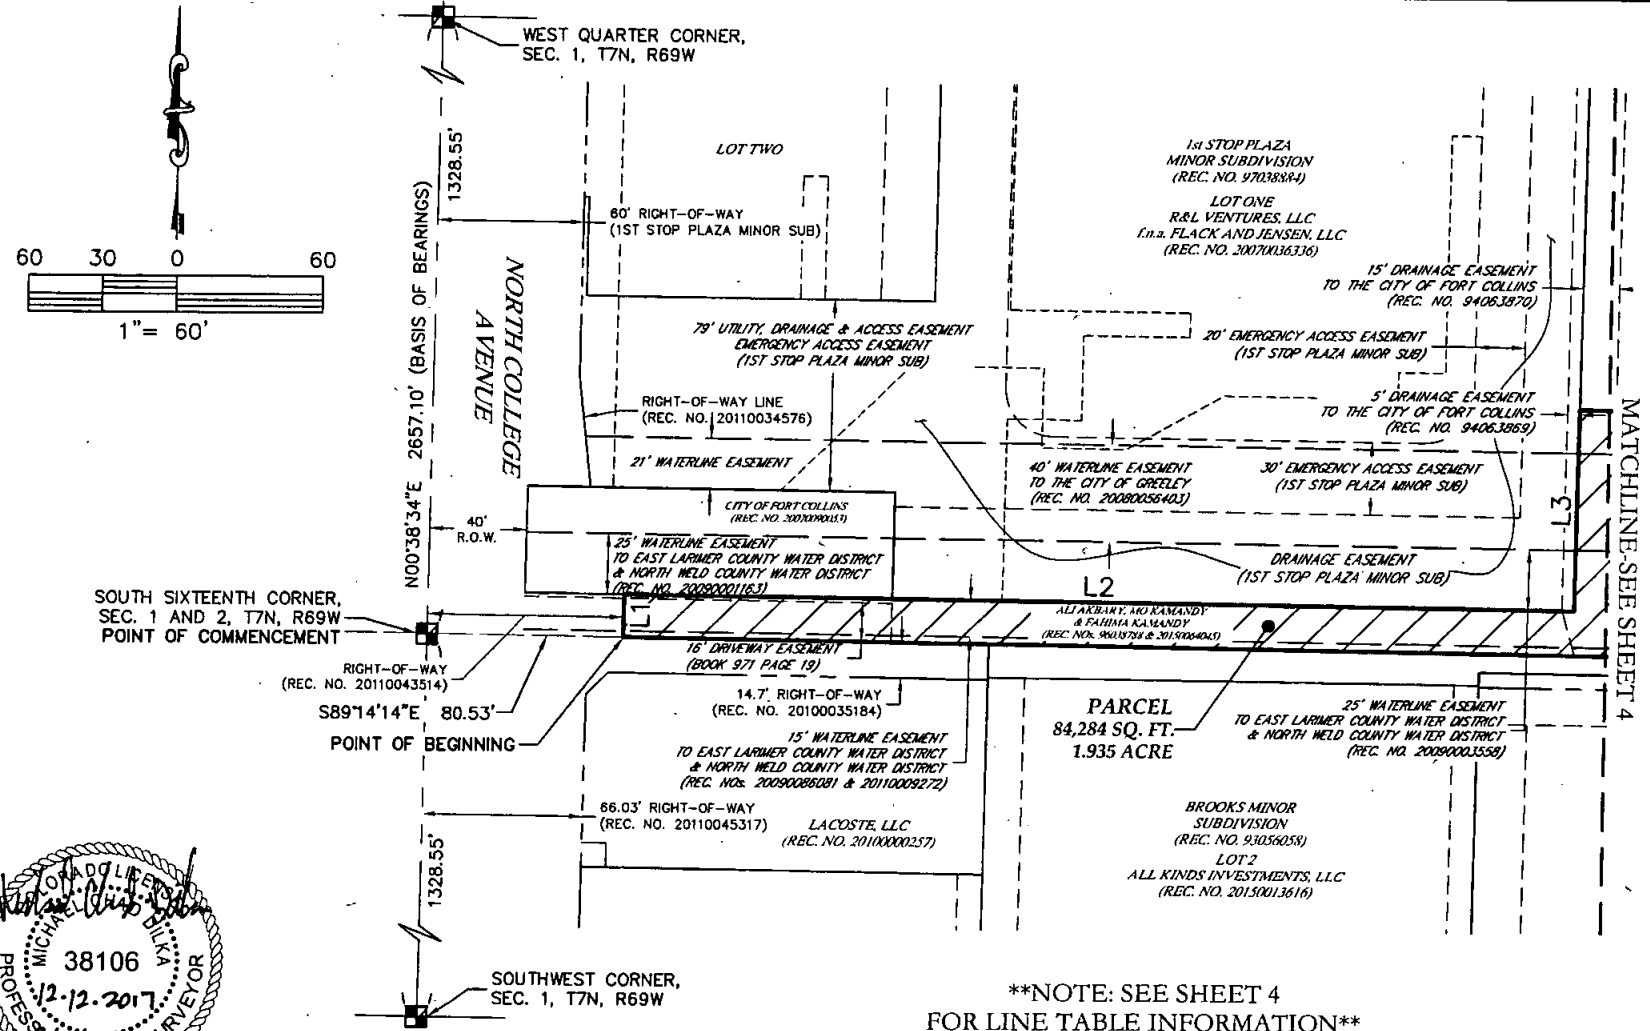 WEST QUARTER CORNER,
SEC. 1, T7N, R69W
1328.55'
60 30 0 60
1"= 60'
N00°38'34"E 2657.10' (BASIS OF BEARINGS)
NORTH COLLEGE
AVENUE
LOT TWO
60' RIGHT-OF-WAY
(1ST STOP PLAZA MINOR SUB)
1st STOP PLAZA
MINOR SUBDIVISION
(REC. NO. 97038884)
LOT ONE
R&L VENTURES, LLC
f.n.a. FLACK AND JENSEN, LLC
(REC. NO. 20070036336)
15' DRAINAGE EASEMENT
TO THE CITY OF FORT COLLINS
(REC. NO. 94063870)
79' UTILITY, DRAINAGE & ACCESS EASEMENT
EMERGENCY ACCESS EASEMENT
(1ST STOP PLAZA MINOR SUB)
20' EMERGENCY ACCESS EASEMENT
(1ST STOP PLAZA MINOR SUB)
RIGHT-OF-WAY LINE
(REC. NO. 20110034576)
5' DRAINAGE EASEMENT
TO THE CITY OF FORT COLLINS
(REC. NO. 94063869)
MATCHLINE-SEE SHEET 4
21' WATERLINE EASEMENT
40' WATERLINE EASEMENT
TO THE CITY OF GREELEY
(REC. NO. 20080056403)
30' EMERGENCY ACCESS EASEMENT
(1ST STOP PLAZA MINOR SUB)
CITY OF FORT COLLINS
L3
40'
R.O.W.
25' WATERLINE EASEMENT
TO EAST LARIMER COUNTY WATER DISTRICT
& NORTH WELD COUNTY WATER DISTRICT
(REC. NO. 20090001163)
DRAINAGE EASEMENT
(1ST STOP PLAZA MINOR SUB)
L2
L1
SOUTH SIXTEENTH CORNER,
SEC. 1 AND 2, T7N, R69W
POINT OF COMMENCEMENT
ALI AKBARY, MO KAMANDY
& FAHIMA KAMANDY
(REC. NOs. 96038788 & 20150064045)
16' DRIVEWAY EASEMENT
(BOOK 971 PAGE 19)
RIGHT-OF-WAY
(REC. NO. 20110043514)
14.7' RIGHT-OF-WAY
(REC. NO. 20100035184)
S89°14'14"E 80.53'
POINT OF BEGINNING
PARCEL
84,284 SQ. FT.
1.935 ACRE
25' WATERLINE EASEMENT
TO EAST LARIMER COUNTY WATER DISTRICT
& NORTH WELD COUNTY WATER DISTRICT
(REC. NO. 20090003558)
15' WATERLINE EASEMENT
TO EAST LARIMER COUNTY WATER DISTRICT
& NORTH WELD COUNTY WATER DISTRICT
(REC. NOs. 20090086081 & 20110009272)
66.03' RIGHT-OF-WAY
(REC. NO. 20110045317)
LACOSTE, LLC
(REC. NO. 20100000257)
BROOKS MINOR
SUBDIVISION
(REC. NO. 93056058)
LOT 2
ALL KINDS INVESTMENTS, LLC
(REC. NO. 20150013616)
1328.55'
MICHAEL CHAD DILKA
38106
12-12-2017
SOUTHWEST CORNER,
SEC. 1, T7N, R69W
**NOTE: SEE SHEET 4
FOR LINE TABLE INFORMATION**